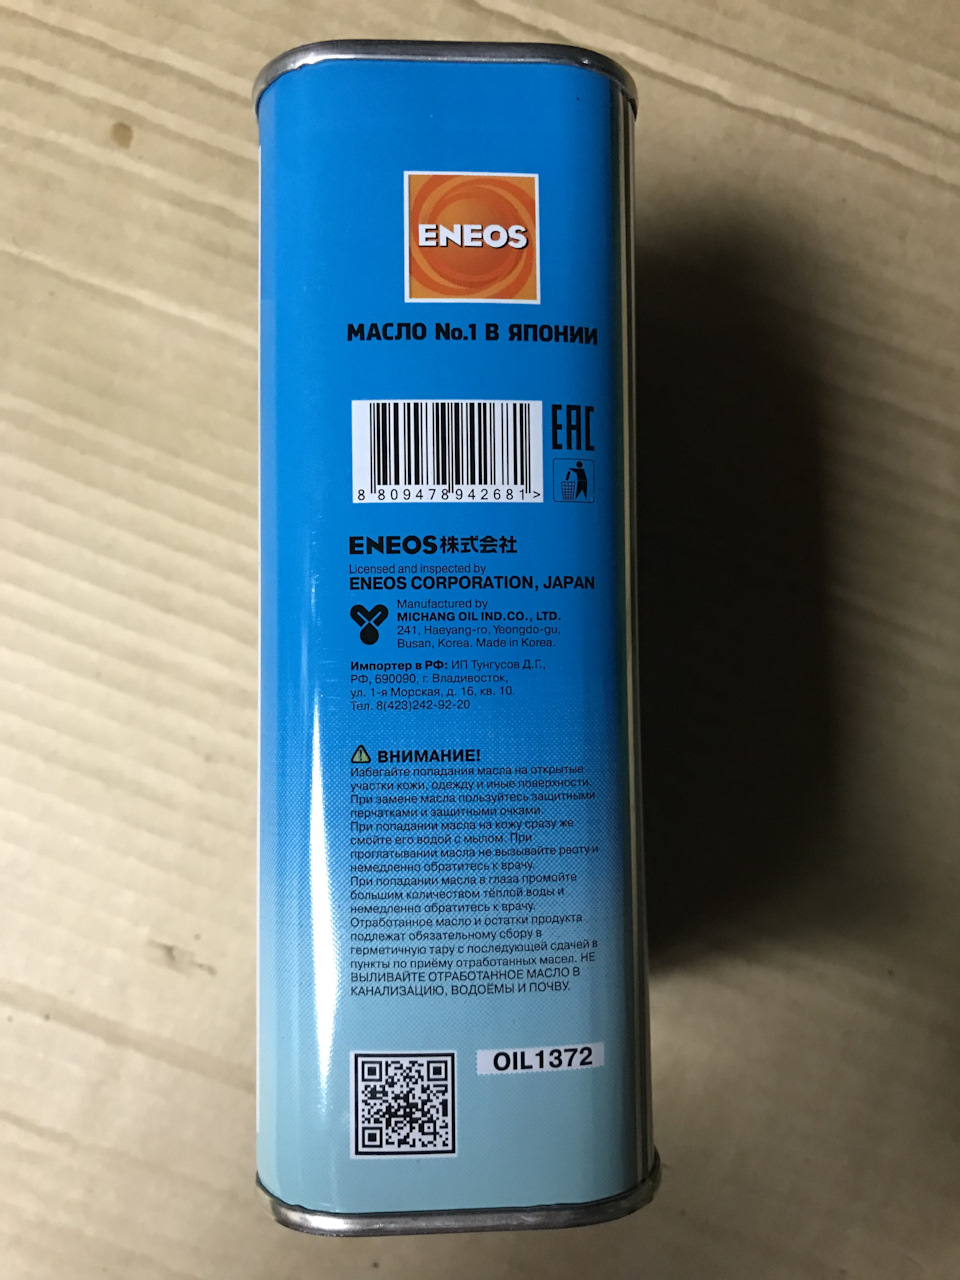 ENEOS
МАСЛО No.1 В ЯПОНИИ
EAC
8 809478 942681 >
ENEOS株式会社
Licensed and inspected by
ENEOS CORPORATION, JAPAN
Manufactured by
MICHANG OIL IND.CO., LTD.
241, Haeyang-ro, Yeongdo-gu,
Busan, Korea. Made in Korea.
Импортер в РФ: ИП Тунгусов Д.Г.,
РФ, 690090, г. Владивосток,
ул. 1-я Морская, д. 16, кв. 10.
Тел. 8(423)242-92-20
ВНИМАНИЕ!
Избегайте попадания масла на открытые
участки кожи, одежду и иные поверхности.
При замене масла пользуйтесь защитными
перчатками и защитными очками.
При попадании масла на кожу сразу же
смойте его водой с мылом. При
проглатывании масла не вызывайте рвоту и
немедленно обратитесь к врачу.
При попадании масла в глаза промойте
большим количеством тёплой воды и
немедленно обратитесь к врачу.
Отработанное масло и остатки продукта
подлежат обязательному сбору в
герметичную тару с последующей сдачей в
пункты по приёму отработанных масел. НЕ
ВЫЛИВАЙТЕ ОТРАБОТАННОЕ МАСЛО В
КАНАЛИЗАЦИЮ, ВОДОЁМЫ И ПОЧВУ.
OIL1372